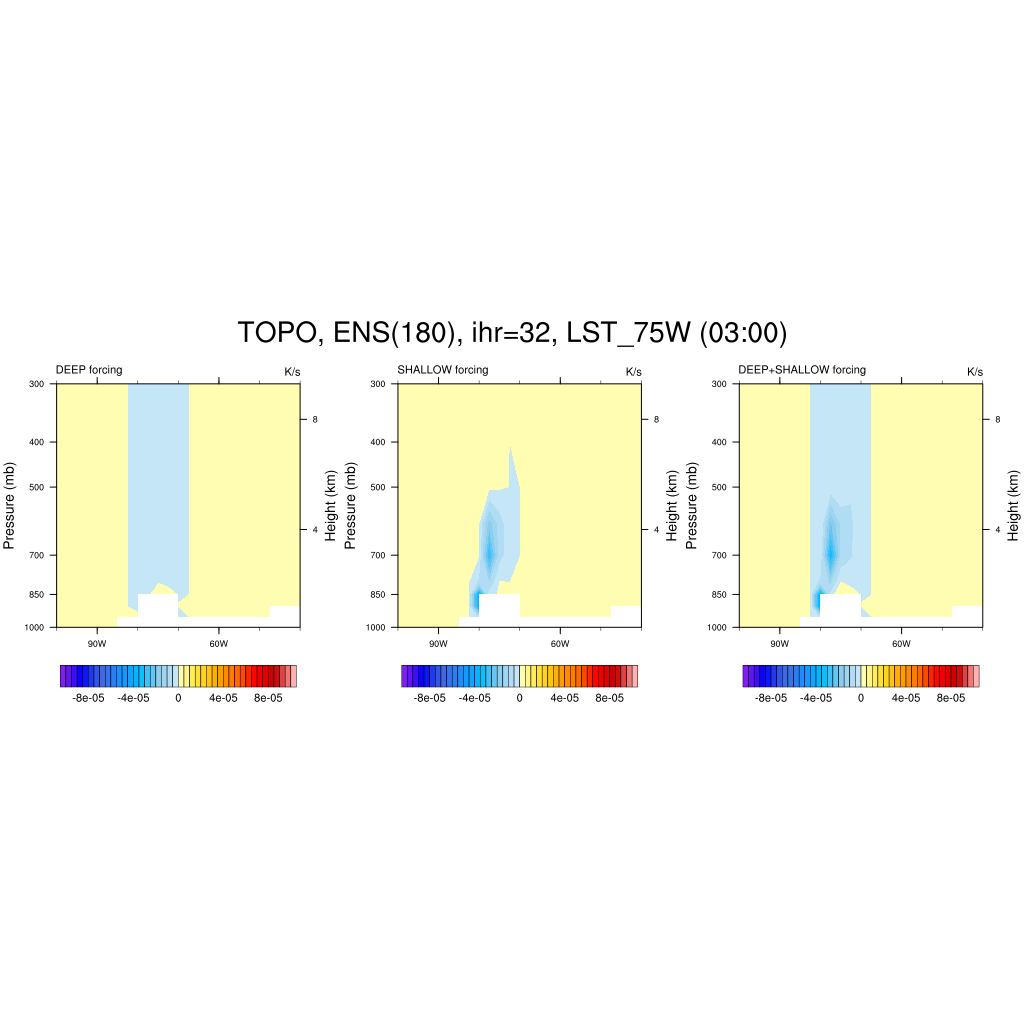 TOPO, ENS(180), ihr=32, LST_75W (03:00)
DEEP forcing K/s
300
400
500
700
850
1000
Pressure (mb)
8
4
Height (km)
90W 60W
-8e-05 -4e-05 0 4e-05 8e-05
SHALLOW forcing K/s
300
400
500
700
850
1000
Pressure (mb)
8
4
Height (km)
90W 60W
-8e-05 -4e-05 0 4e-05 8e-05
DEEP+SHALLOW forcing K/s
300
400
500
700
850
1000
Pressure (mb)
8
4
Height (km)
90W 60W
-8e-05 -4e-05 0 4e-05 8e-05